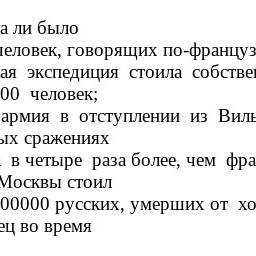 а ли было
человек, говорящих по-француз
ая экспедиция стоила собстве
00 человек;
армия в отступлении из Виль
ых сражениях
в четыре раза более, чем фра
Москвы стоил
00000 русских, умерших от хо
ец во время